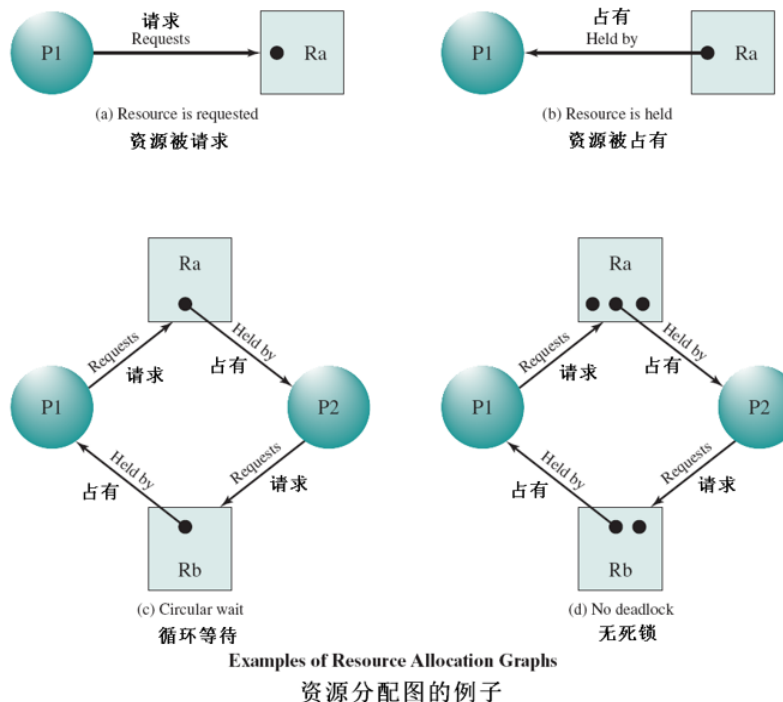 请求
Requests
P1
Ra
(a) Resource is requested
资源被请求
占有
Held by
P1
Ra
(b) Resource is held
资源被占有
Ra
Requests
Held by
请求
占有
P1
P2
Held by
Requests
占有
请求
Rb
(c) Circular wait
循环等待
Ra
Requests
Held by
请求
占有
P1
P2
Held by
Requests
占有
请求
Rb
(d) No deadlock
无死锁
Examples of Resource Allocation Graphs
资源分配图的例子